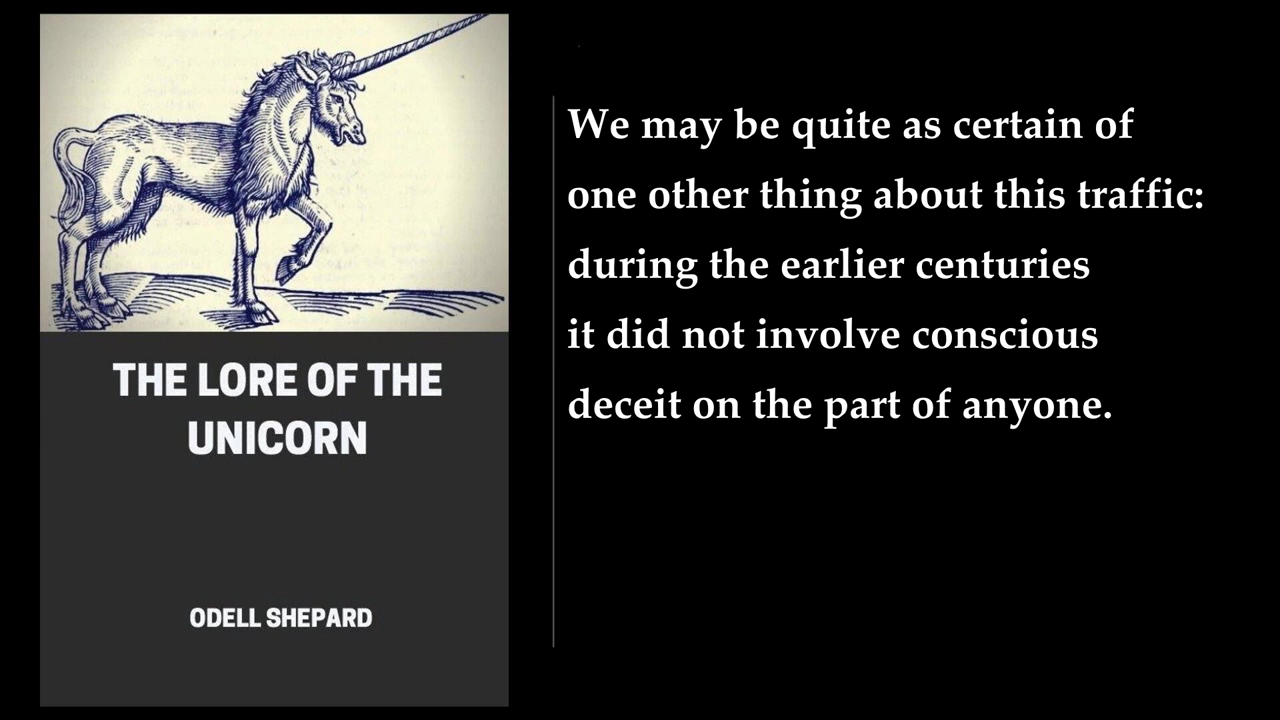 THE LORE OF THE
UNICORN
ODELL SHEPARD
We may be quite as certain of
one other thing about this traffic:
during the earlier centuries
it did not involve conscious
deceit on the part of anyone.